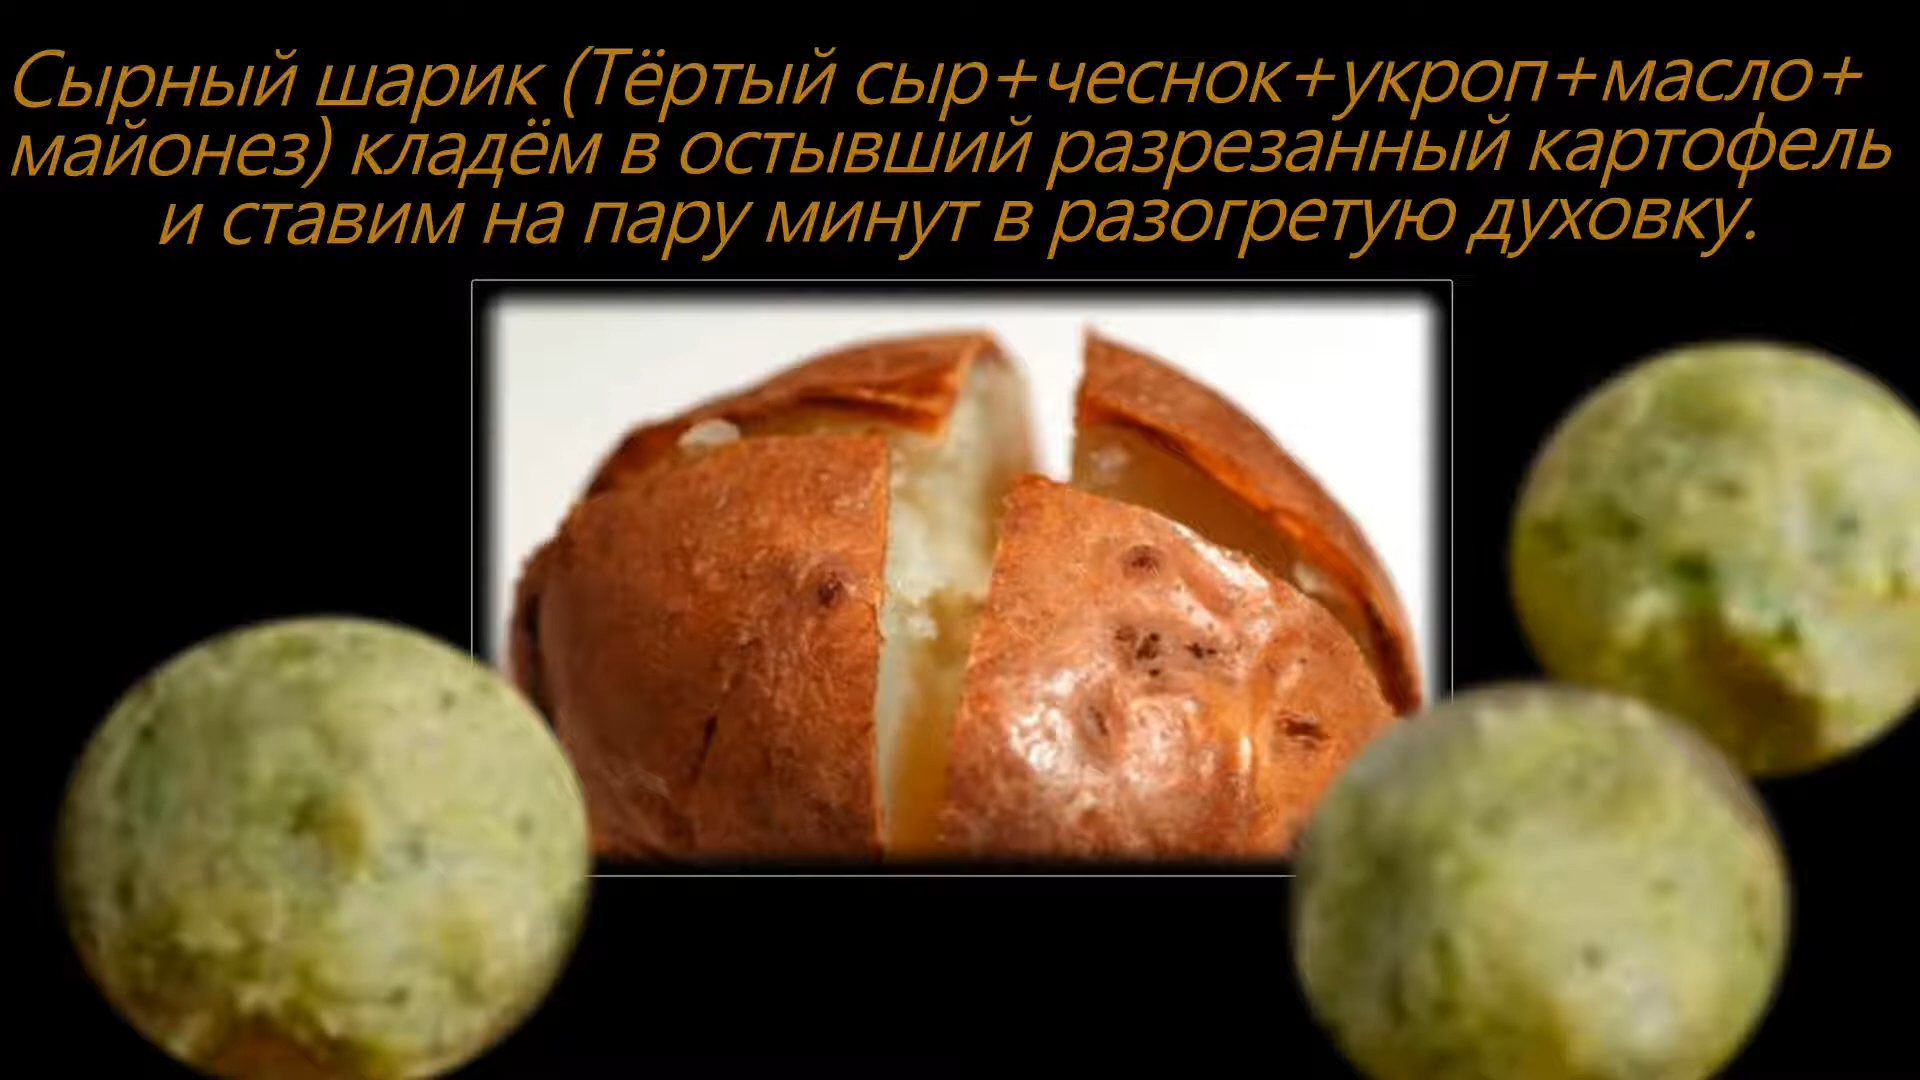 Сырный шарик (Тёртый сыр+чеснок+укроп+масло+
майонез) кладём в остывший разрезанный картофель
и ставим на пару минут в разогретую духовку.